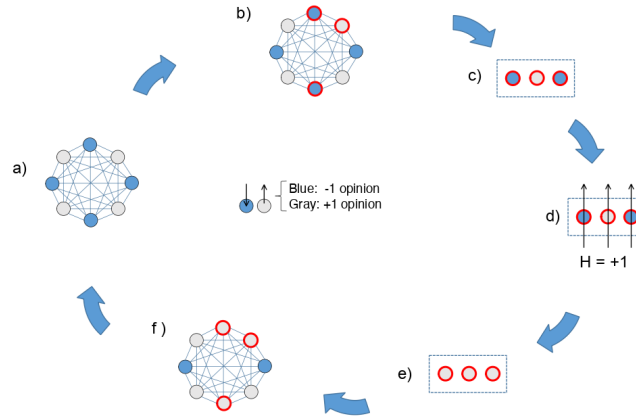 b)
c)
a)
Blue: -1 opinion
Gray: +1 opinion
d)
H = +1
f)
e)